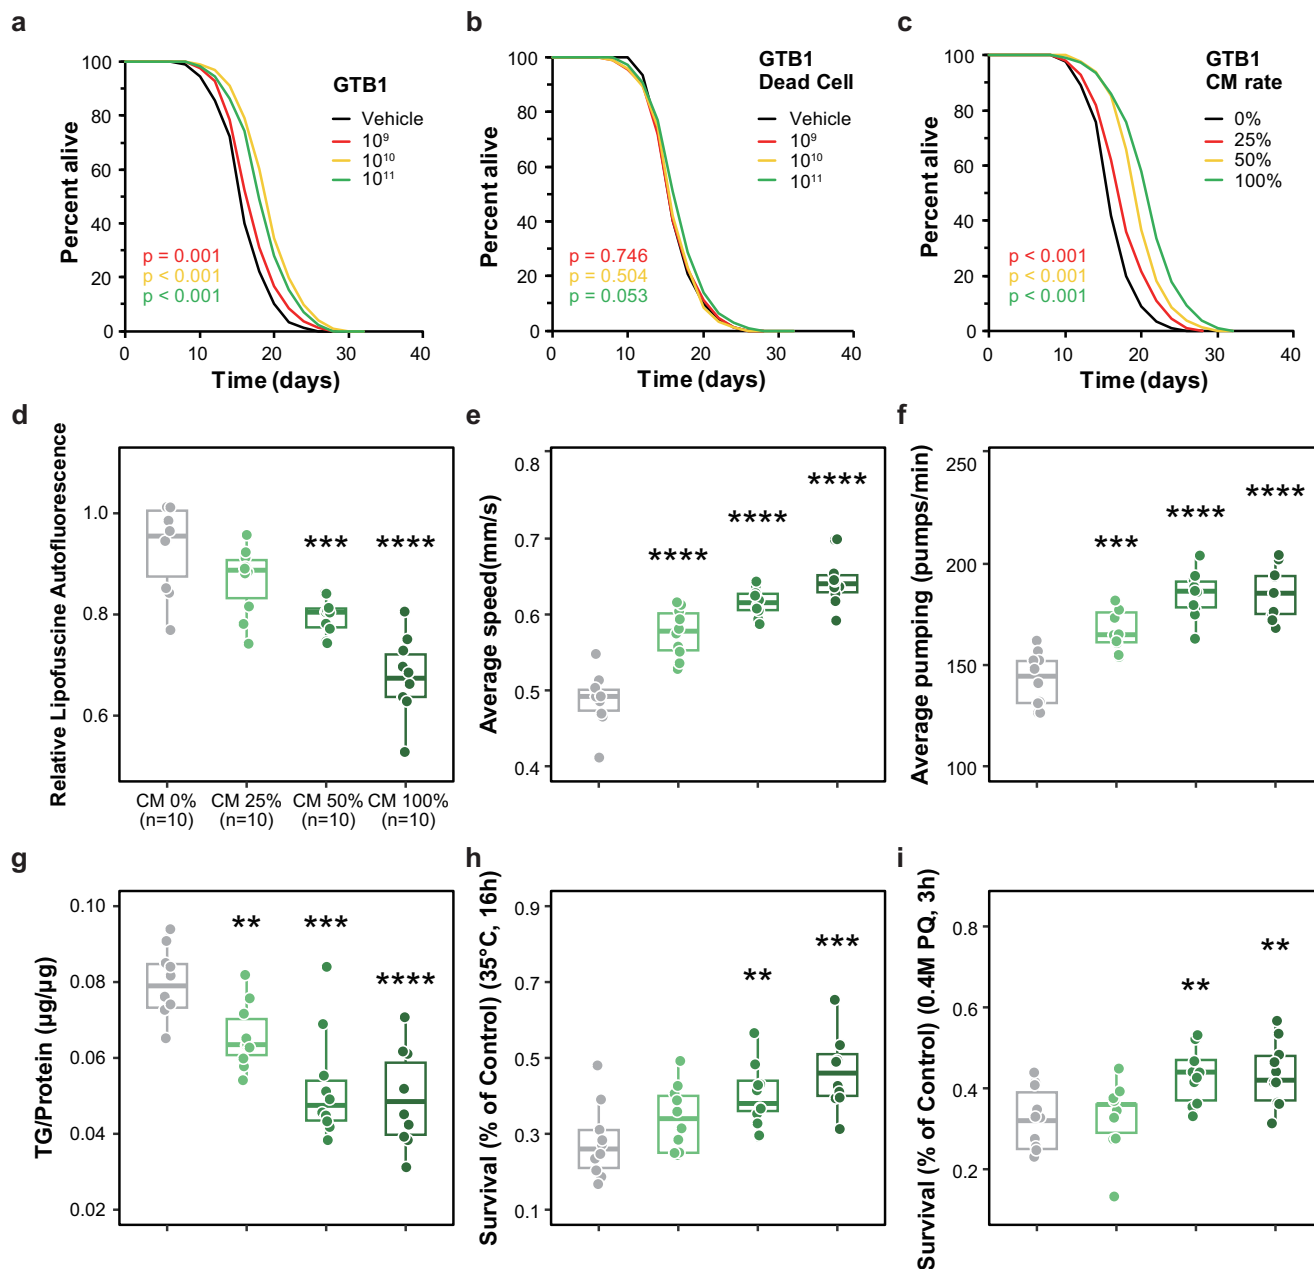 a
GTB1
Vehicle
10⁹
10¹⁰
10¹¹
p = 0.001
p < 0.001
p < 0.001
Percent alive
100
80
60
40
20
0
0 10 20 30 40
Time (days)
b
GTB1
Dead Cell
Vehicle
10⁹
10¹⁰
10¹¹
p = 0.746
p = 0.504
p = 0.053
Percent alive
100
80
60
40
20
0
0 10 20 30 40
Time (days)
c
GTB1
CM rate
0%
25%
50%
100%
p < 0.001
p < 0.001
p < 0.001
Percent alive
100
80
60
40
20
0
0 10 20 30 40
Time (days)
d
Relative Lipofuscine Autofluorescence
1.0
0.8
0.6
*** ****
CM 0% CM 25% CM 50% CM 100%
(n=10) (n=10) (n=10) (n=10)
e
Average speed(mm/s)
0.8
0.7
0.6
0.5
0.4
**** **** ****
f
Average pumping (pumps/min)
250
200
150
100
*** **** ****
g
TG/Protein (µg/µg)
0.10
0.08
0.06
0.04
0.02
** *** ****
h
Survival (% of Control) (35°C, 16h)
0.9
0.7
0.5
0.3
0.1
** ***
i
Survival (% of Control) (0.4M PQ, 3h)
0.8
0.6
0.4
0.2
** **